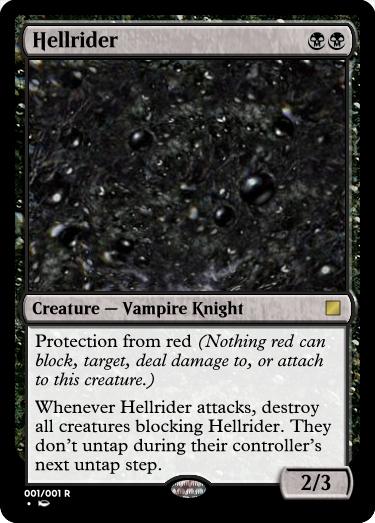 Hellrider
Creature — Vampire Knight
Protection from red (Nothing red can
block, target, deal damage to, or attach
to this creature.)
Whenever Hellrider attacks, destroy
all creatures blocking Hellrider. They
don't untap during their controller's
next untap step.
2/3
001/001 R